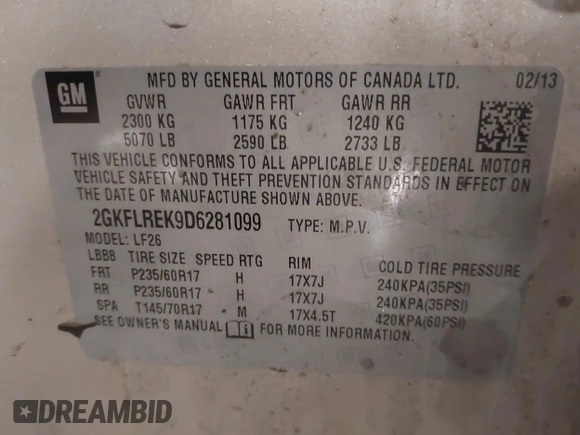 GM
MFD BY GENERAL MOTORS OF CANADA LTD. 02/13
GVWR GAWR FRT GAWR RR
2300 KG 1175 KG 1240 KG
5070 LB 2590 LB 2733 LB
THIS VEHICLE CONFORMS TO ALL APPLICABLE U.S. FEDERAL MOTOR
VEHICLE SAFETY AND THEFT PREVENTION STANDARDS IN EFFECT ON
THE DATE OF MANUFACTURE SHOWN ABOVE.
2GKFLREK9D6281099 TYPE: M.P.V.
MODEL: LF26
LBB8 TIRE SIZE SPEED RTG RIM COLD TIRE PRESSURE
FRT P235/60R17 H 17X7J 240KPA(35PSI)
RR P235/60R17 H 17X7J 240KPA(35PSI)
SPA T145/70R17 M 17X4.5T 420KPA(60PSI)
SEE OWNER'S MANUAL FOR MORE INFORMATION.
DREAMBID